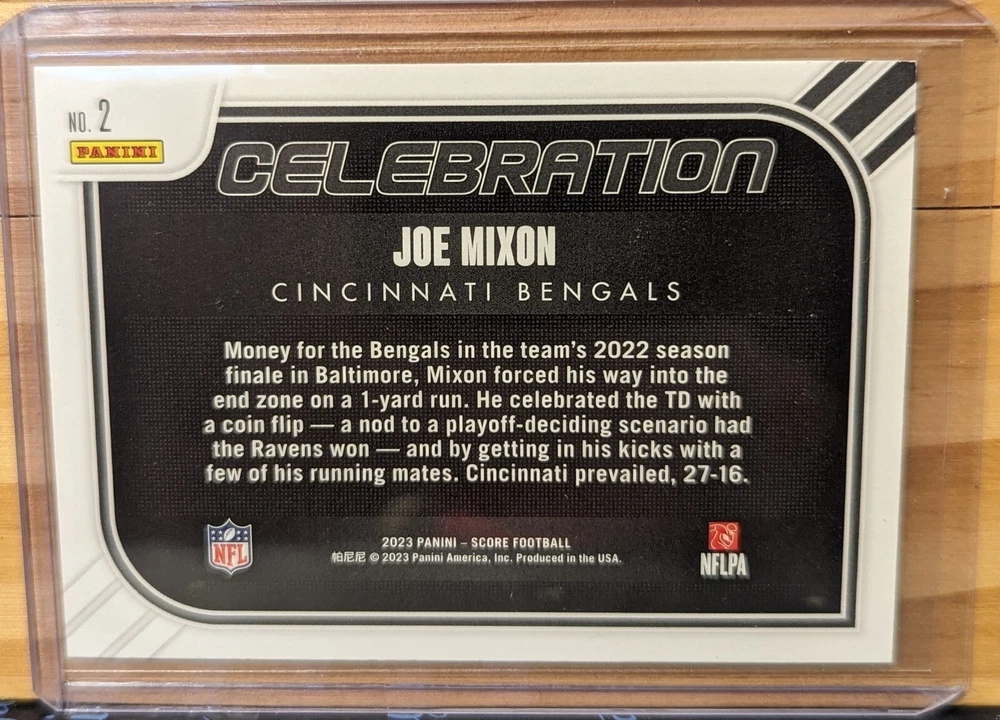 NO. 2
PANINI
CELEBRATION
JOE MIXON
CINCINNATI BENGALS
Money for the Bengals in the team's 2022 season
finale in Baltimore, Mixon forced his way into the
end zone on a 1-yard run. He celebrated the TD with
a coin flip — a nod to a playoff-deciding scenario had
the Ravens won — and by getting in his kicks with a
few of his running mates. Cincinnati prevailed, 27-16.
NFL
2023 PANINI – SCORE FOOTBALL
帕尼尼 © 2023 Panini America, Inc. Produced in the USA.
NFLPA